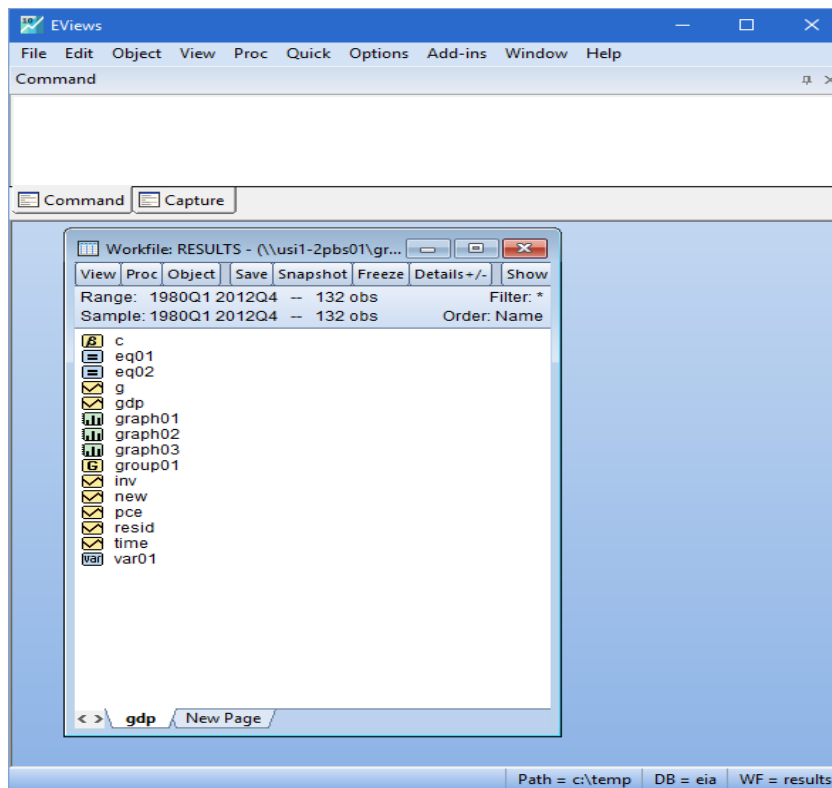 EViews
File Edit Object View Proc Quick Options Add-ins Window Help
Command
Command Capture
Workfile: RESULTS - (\\usi1-2pbs01\gr...
View Proc Object Save Snapshot Freeze Details+/- Show
Range: 1980Q1 2012Q4 -- 132 obs Filter: *
Sample: 1980Q1 2012Q4 -- 132 obs Order: Name
β c
eq01
eq02
g
gdp
graph01
graph02
graph03
G group01
inv
new
pce
resid
time
var var01
< > gdp New Page
Path = c:\temp DB = eia WF = results